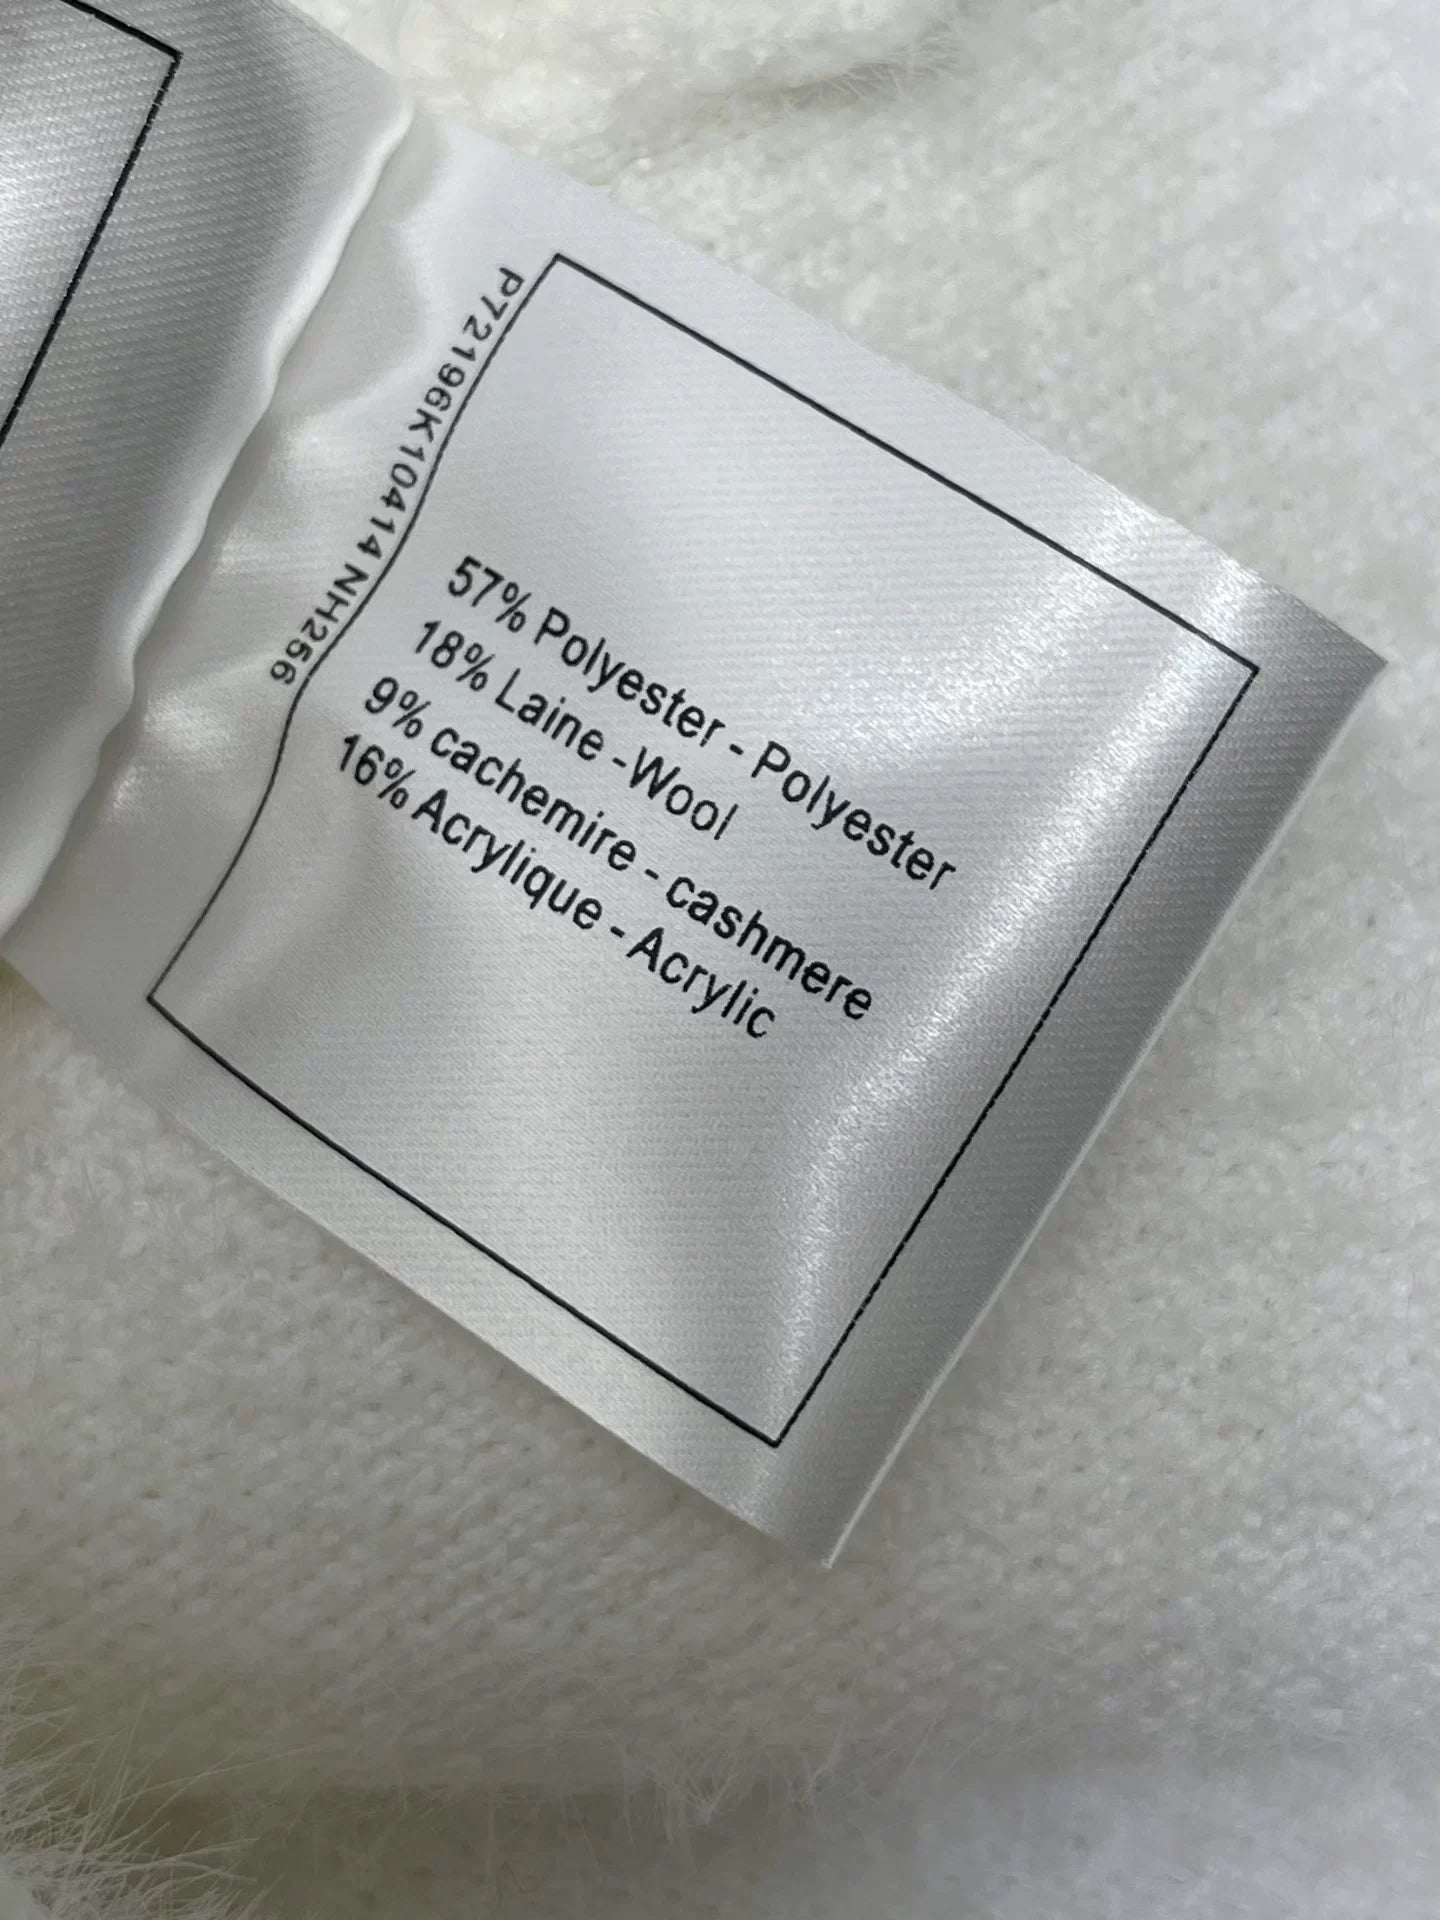 P72196K10414 NH256
57% Polyester - Polyester
18% Laine -Wool
9% cachemire - cashmere
16% Acrylique - Acrylic